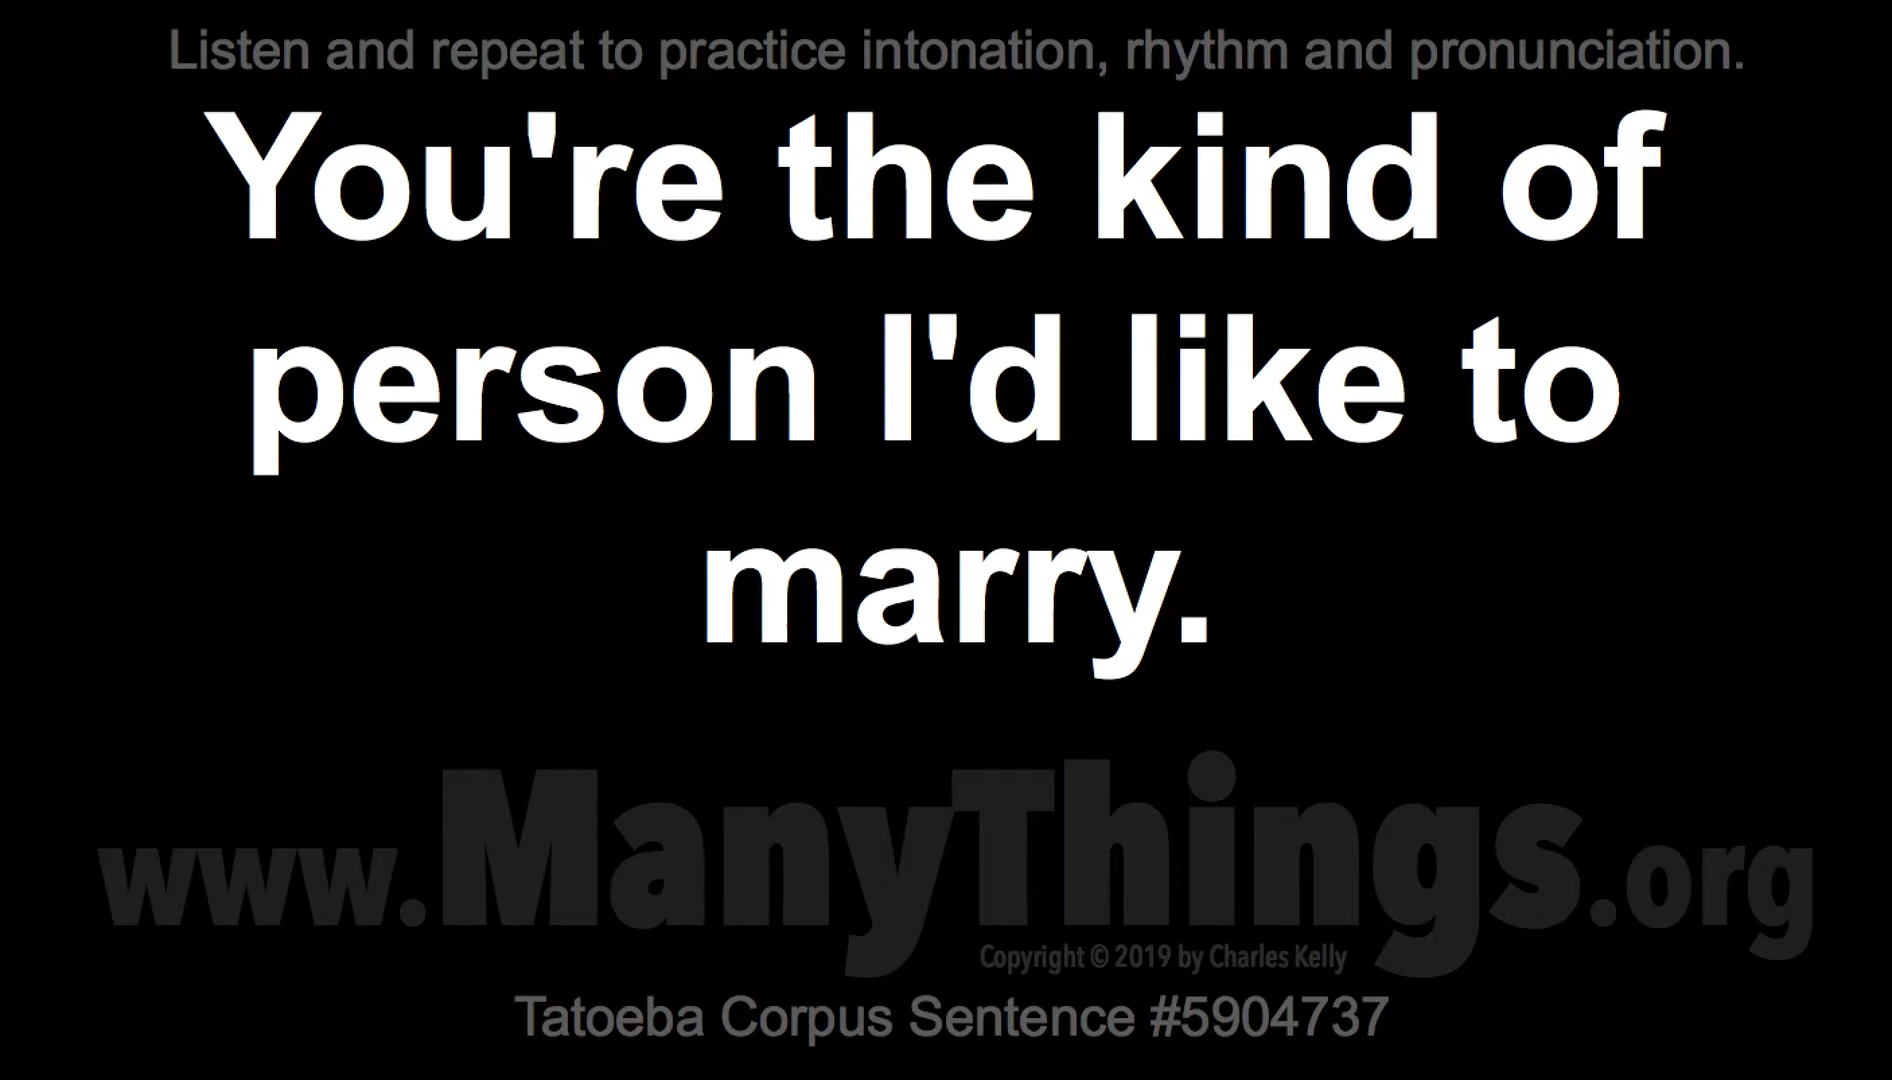 Listen and repeat to practice intonation, rhythm and pronunciation.
You're the kind of
person I'd like to
marry.
www.ManyThings.org
Copyright © 2019 by Charles Kelly
Tatoeba Corpus Sentence #5904737